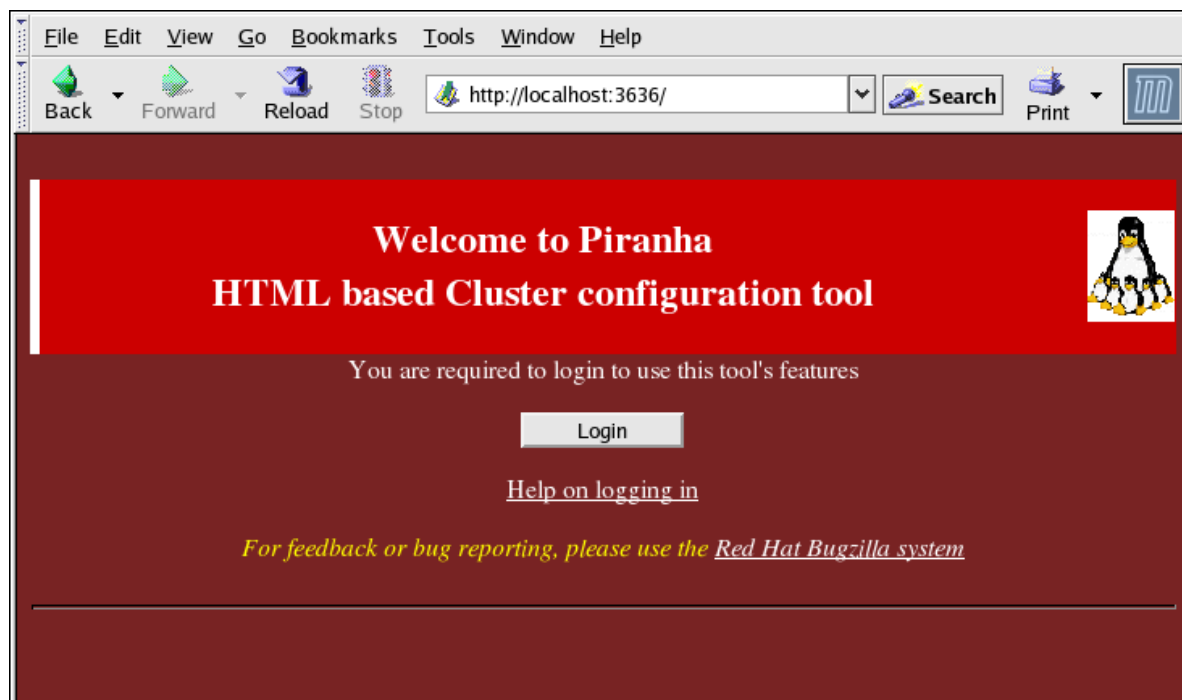 File Edit View Go Bookmarks Tools Window Help
Back Forward Reload Stop http://localhost:3636/ Search Print m
Welcome to Piranha
HTML based Cluster configuration tool
You are required to login to use this tool's features
Login
Help on logging in
For feedback or bug reporting, please use the Red Hat Bugzilla system